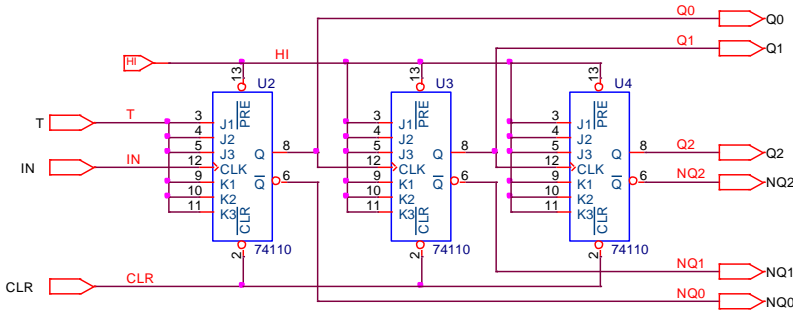 Q0 Q0
Q1 Q1
HI HI
U2 U3 U4
13 13 13
T T
3 J1 PRE 3 J1 PRE 3 J1 PRE
4 J2 4 J2 4 J2
5 J3 Q 8 5 J3 Q 8 5 J3 Q 8 Q2 Q2
IN IN 12 CLK 12 CLK 12 CLK
9 K1 Q 6 9 K1 Q 6 9 K1 Q 6 NQ2 NQ2
10 K2 10 K2 10 K2
11 K3 CLR 11 K3 CLR 11 K3 CLR
2 74110 2 74110 2 74110
NQ1 NQ1
CLR CLR
NQ0 NQ0